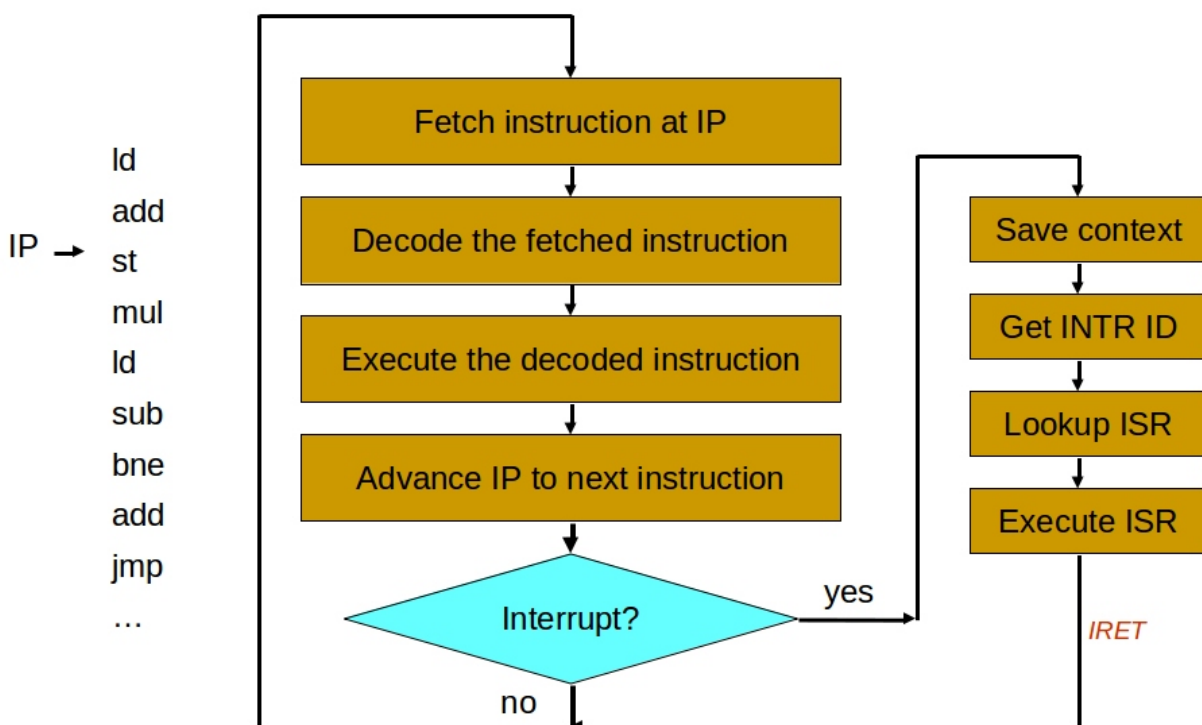 IP
ld
add
st
mul
ld
sub
bne
add
jmp
…
Fetch instruction at IP
Decode the fetched instruction
Execute the decoded instruction
Advance IP to next instruction
Interrupt?
yes
no
Save context
Get INTR ID
Lookup ISR
Execute ISR
IRET